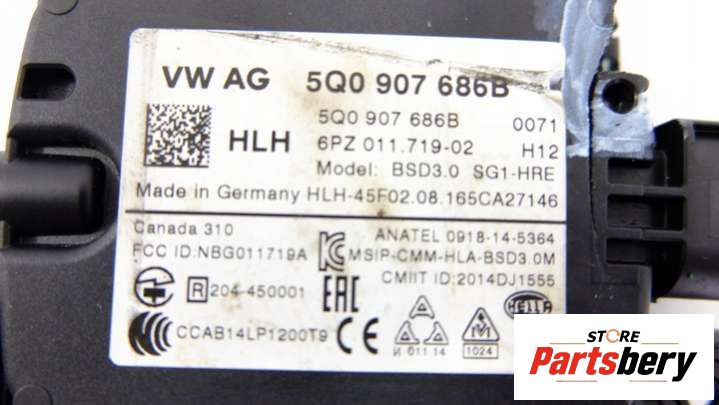 VW AG 5Q0 907 686B
5Q0 907 686B 0071
HLH 6PZ 011.719-02 H12
Model: BSD3.0 SG1-HRE
Made in Germany HLH-45F02.08.165CA27146
Canada 310 ANATEL 0918-14-5364
FCC ID:NBG011719A MSIP-CMM-HLA-BSD3.0M
CMIIT ID:2014DJ1555
R 204-450001 EAC HELLA
CCAB14LP1200T9 CE И 011 14 1024
STORE
Partsbery